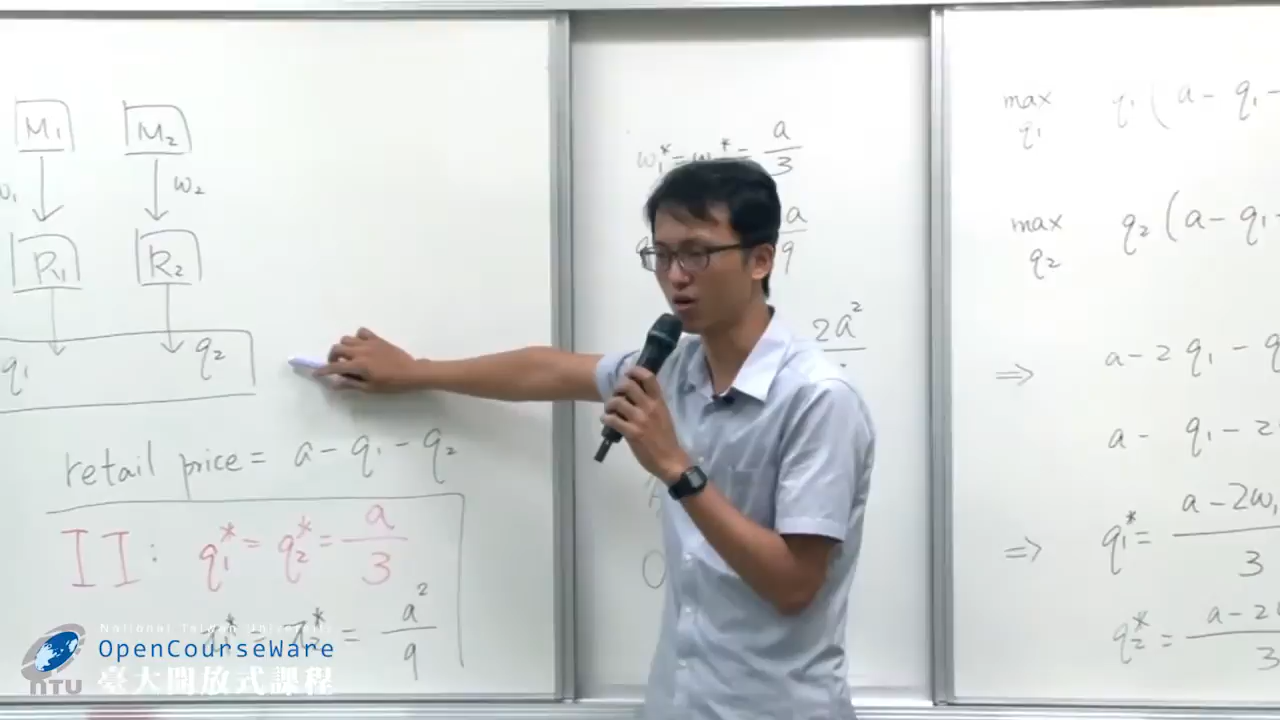 M₁ M₂
w₁ w₂
R₁ R₂
q₁ q₂
retail price = a - q₁ - q₂
II: q₁* = q₂* = a/3
= a²/9
w₁* = w₂* = a/3
a/9
2a²
max q₁ q₁ ( a - q₁ -
max q₂ q₂ ( a - q₁ -
⇒ a - 2q₁ - q
a - q₁ - 2
⇒ q₁* = a - 2w₁ / 3
q₂* = a - 2 / 3
National Taiwan University
OpenCourseWare
NTU 臺大開放式課程